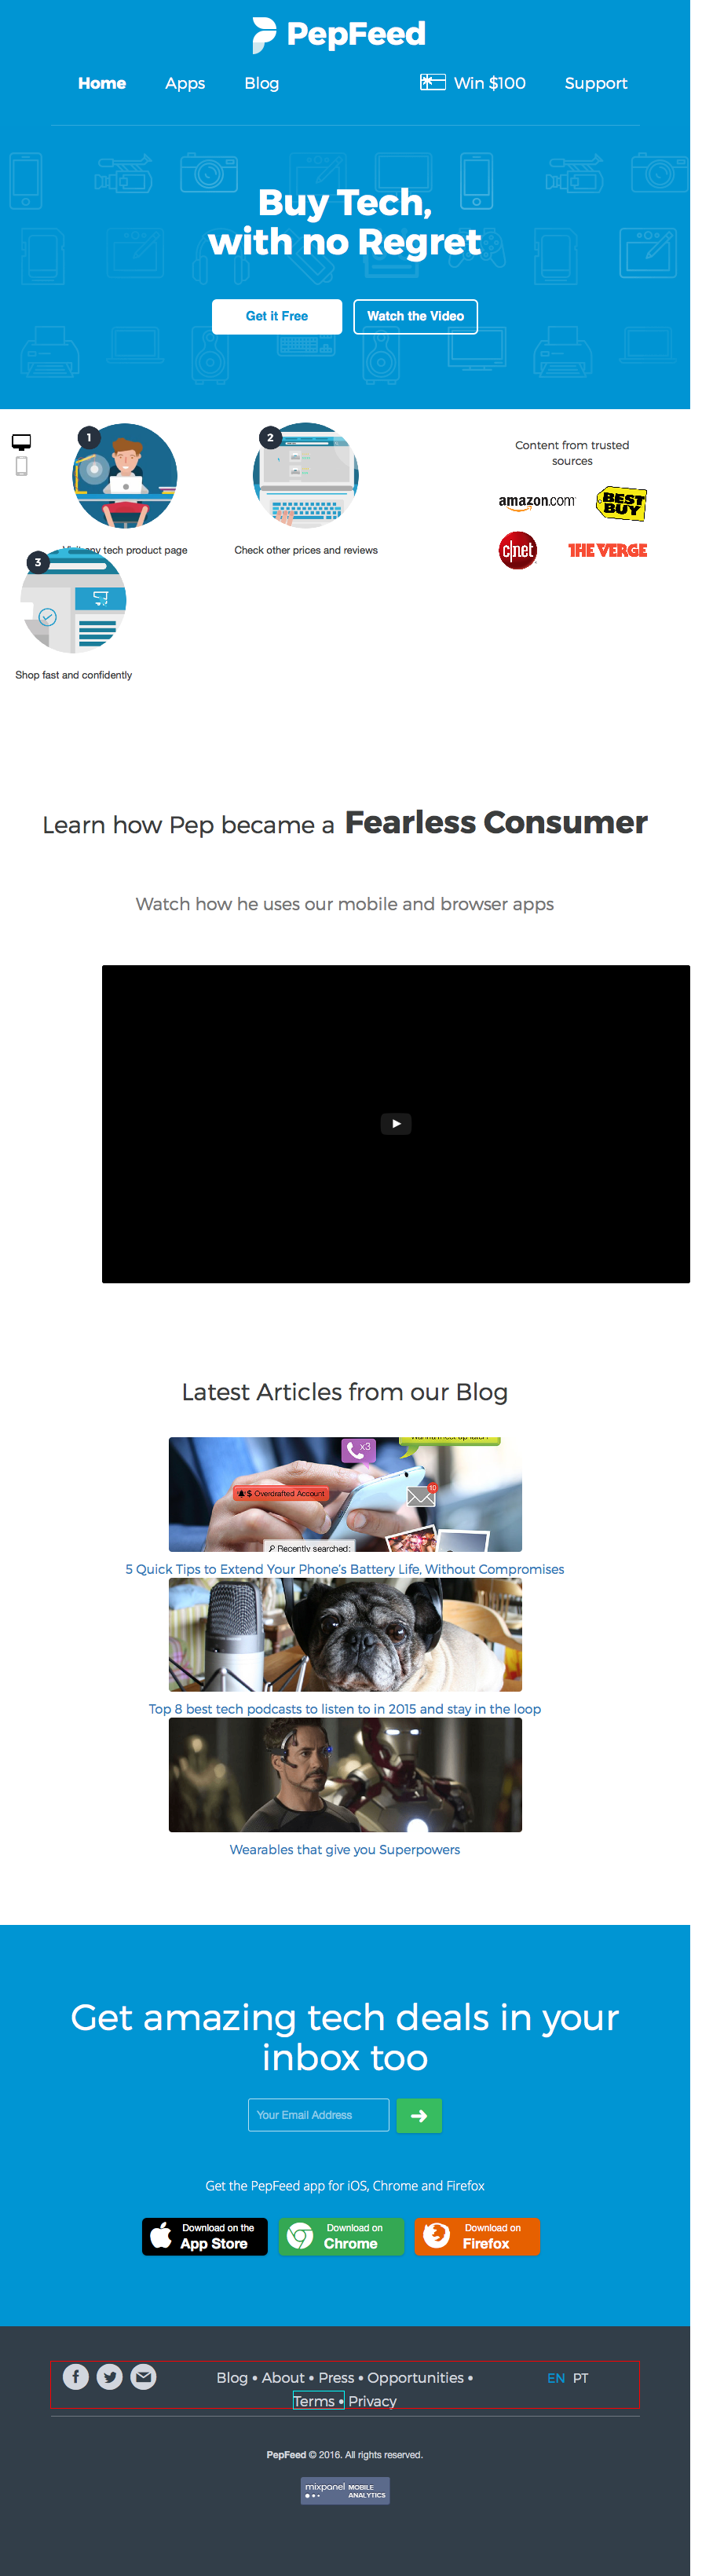 PepFeed
Home Apps Blog Win $100 Support
Buy Tech,
with no Regret
Get it Free Watch the Video
1
2
Content from trusted
sources
amazon.com BEST
BUY
any tech product page
Check other prices and reviews
c|net THE VERGE
3
Shop fast and confidently
Learn how Pep became a Fearless Consumer
Watch how he uses our mobile and browser apps
Latest Articles from our Blog
x3
10
$ Overdrafted Account
Recently searched:
5 Quick Tips to Extend Your Phone's Battery Life, Without Compromises
Top 8 best tech podcasts to listen to in 2015 and stay in the loop
Wearables that give you Superpowers
Get amazing tech deals in your
inbox too
Your Email Address
Get the PepFeed app for iOS, Chrome and Firefox
Download on the
App Store
Download on
Chrome
Download on
Firefox
Blog • About • Press • Opportunities •
Terms • Privacy
EN PT
PepFeed © 2016. All rights reserved.
mixpanel MOBILE
ANALYTICS